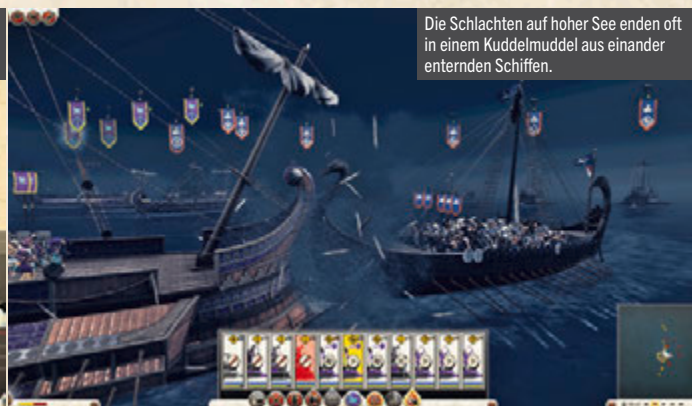 Die Schlachten auf hoher See enden oft
in einem Kuddelmuddel aus einander
enternden Schiffen.